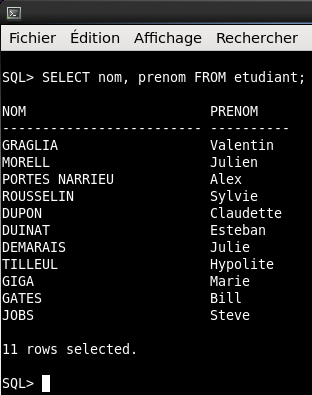 Fichier Édition Affichage Rechercher
SQL> SELECT nom, prenom FROM etudiant;
NOM PRENOM
------------------------- ----------
GRAGLIA Valentin
MORELL Julien
PORTES NARRIEU Alex
ROUSSELIN Sylvie
DUPON Claudette
DUINAT Esteban
DEMARAIS Julie
TILLEUL Hypolite
GIGA Marie
GATES Bill
JOBS Steve
11 rows selected.
SQL>